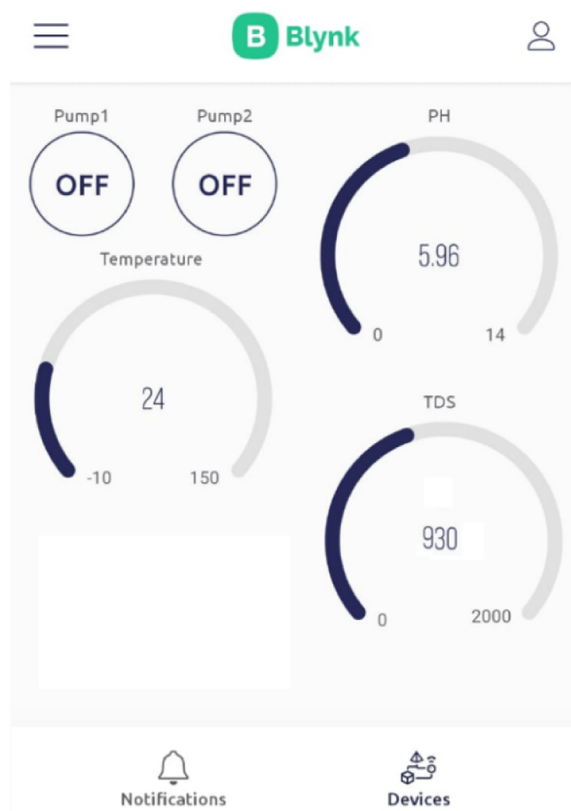 B Blynk
Pump1 Pump2
OFF OFF
Temperature
24
-10 150
PH
5.96
0 14
TDS
930
0 2000
Notifications Devices